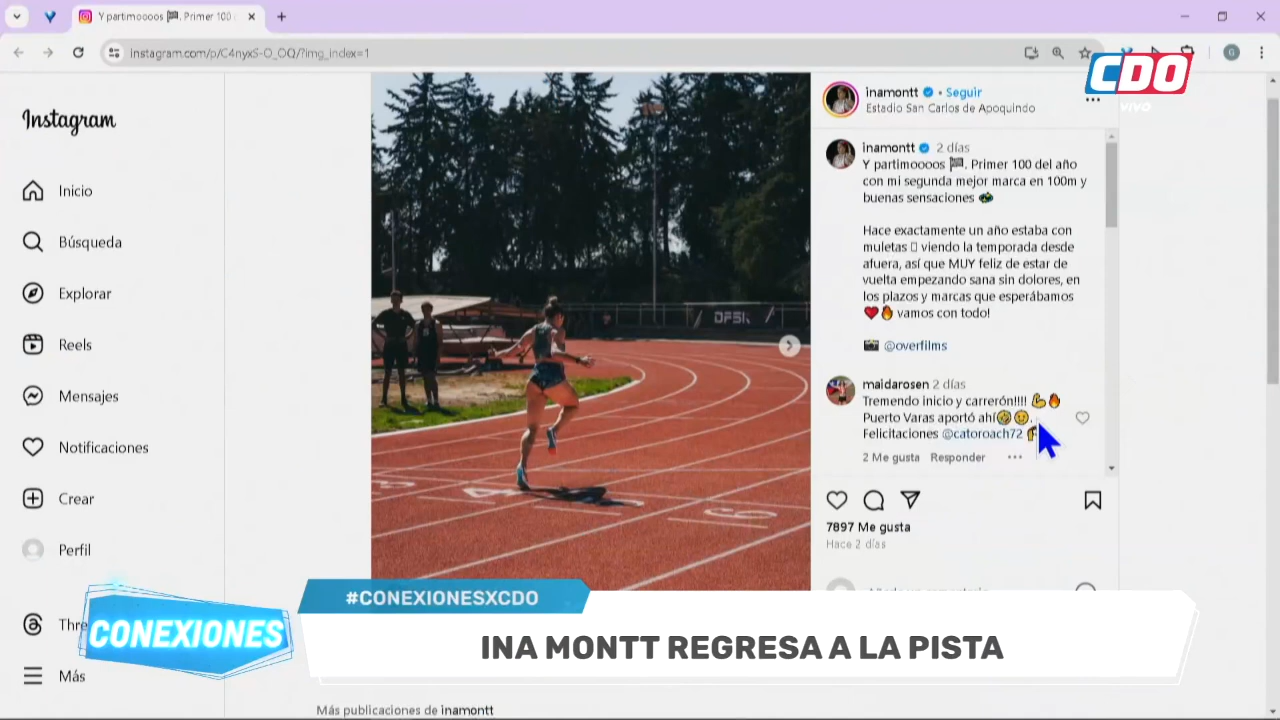 Y partimoooos 🏁. Primer 100
instagram.com/p/C4nyxS-O_OQ/?img_index=1
G
CDO
VIVO
Instagram
Inicio
Búsqueda
Explorar
Reels
Mensajes
Notificaciones
Crear
Perfil
Thre
Más
inamontt • Seguir
Estadio San Carlos de Apoquindo
inamontt 2 días
Y partimoooos 🏁. Primer 100 del año
con mi segunda mejor marca en 100m y
buenas sensaciones
Hace exactamente un año estaba con
muletas viendo la temporada desde
afuera, así que MUY feliz de estar de
vuelta empezando sana sin dolores, en
los plazos y marcas que esperábamos
❤️🔥 vamos con todo!
📷 @overfilms
maidarosen 2 días
Tremendo inicio y carrerón!!!! 💪🔥
Puerto Varas aportó ahí🤣🙂.
Felicitaciones @catoroach72
2 Me gusta Responder ...
7897 Me gusta
Hace 2 días
4
6
#CONEXIONESXCDO
CONEXIONES
INA MONTT REGRESA A LA PISTA
Más publicaciones de inamontt